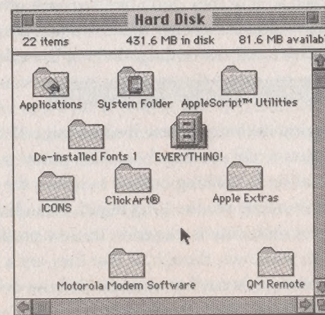 Hard Disk
22 items 431.6 MB in disk 81.6 MB availabl
Applications System Folder AppleScript™ Utilities
De-installed Fonts 1 EVERYTHING!
ICONS ClickArt® Apple Extras
Motorola Modem Software QM Remote